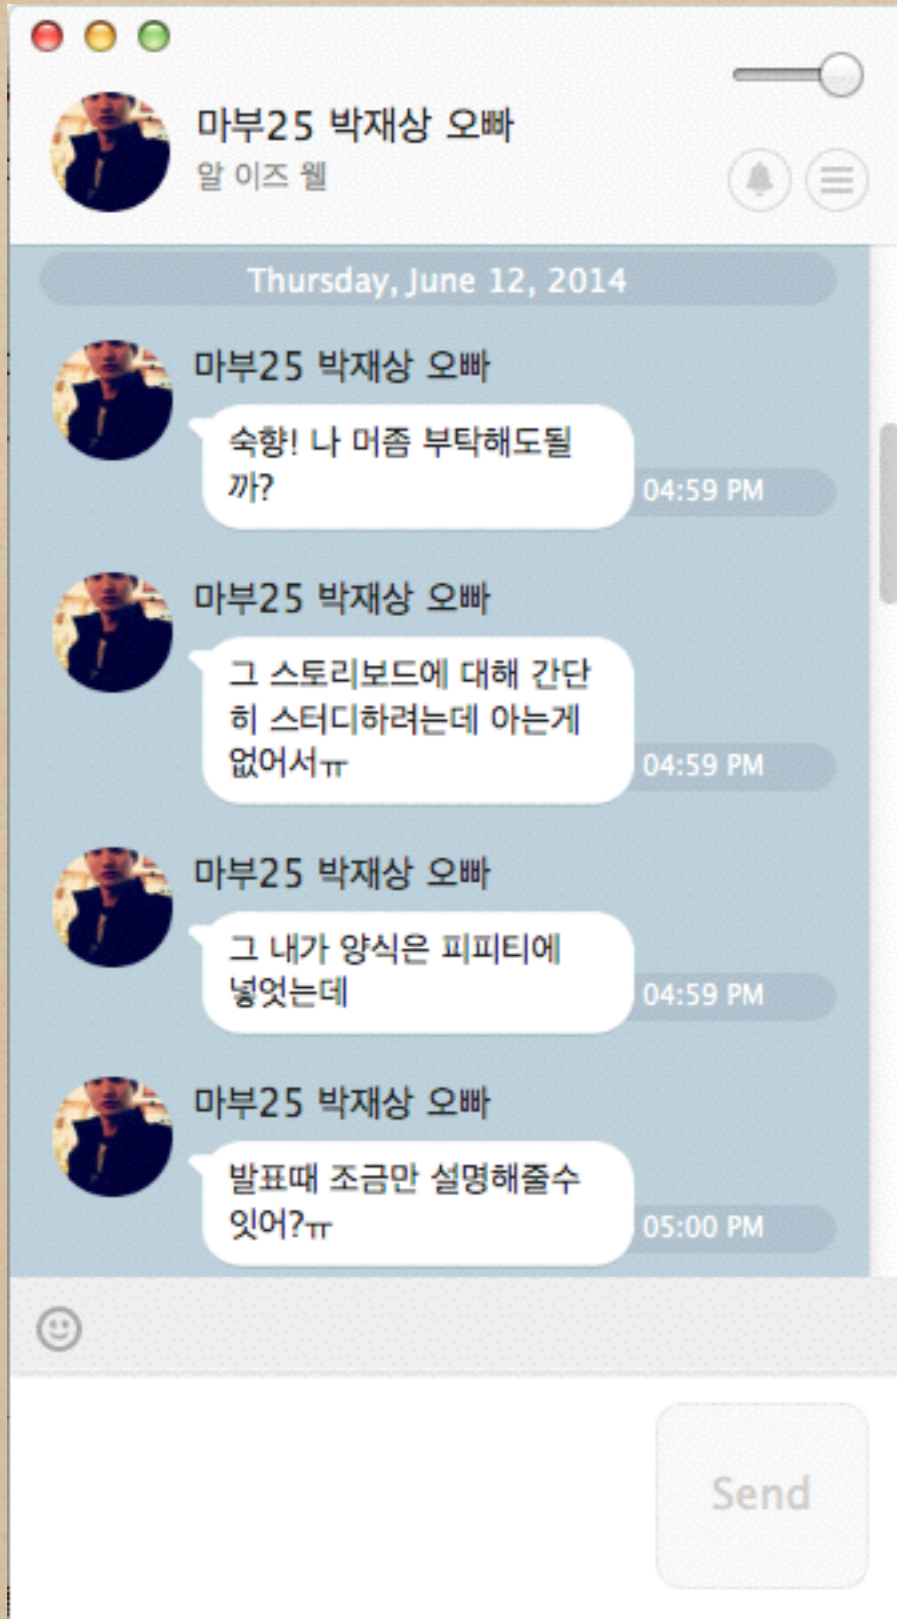 마부25 박재상 오빠
알 이즈 웰
Thursday, June 12, 2014
마부25 박재상 오빠
숙향! 나 머좀 부탁해도될
까?
04:59 PM
마부25 박재상 오빠
그 스토리보드에 대해 간단
히 스터디하려는데 아는게
없어서ㅠ
04:59 PM
마부25 박재상 오빠
그 내가 양식은 피피티에
넣엇는데
04:59 PM
마부25 박재상 오빠
발표때 조금만 설명해줄수
잇어?ㅠ
05:00 PM
Send